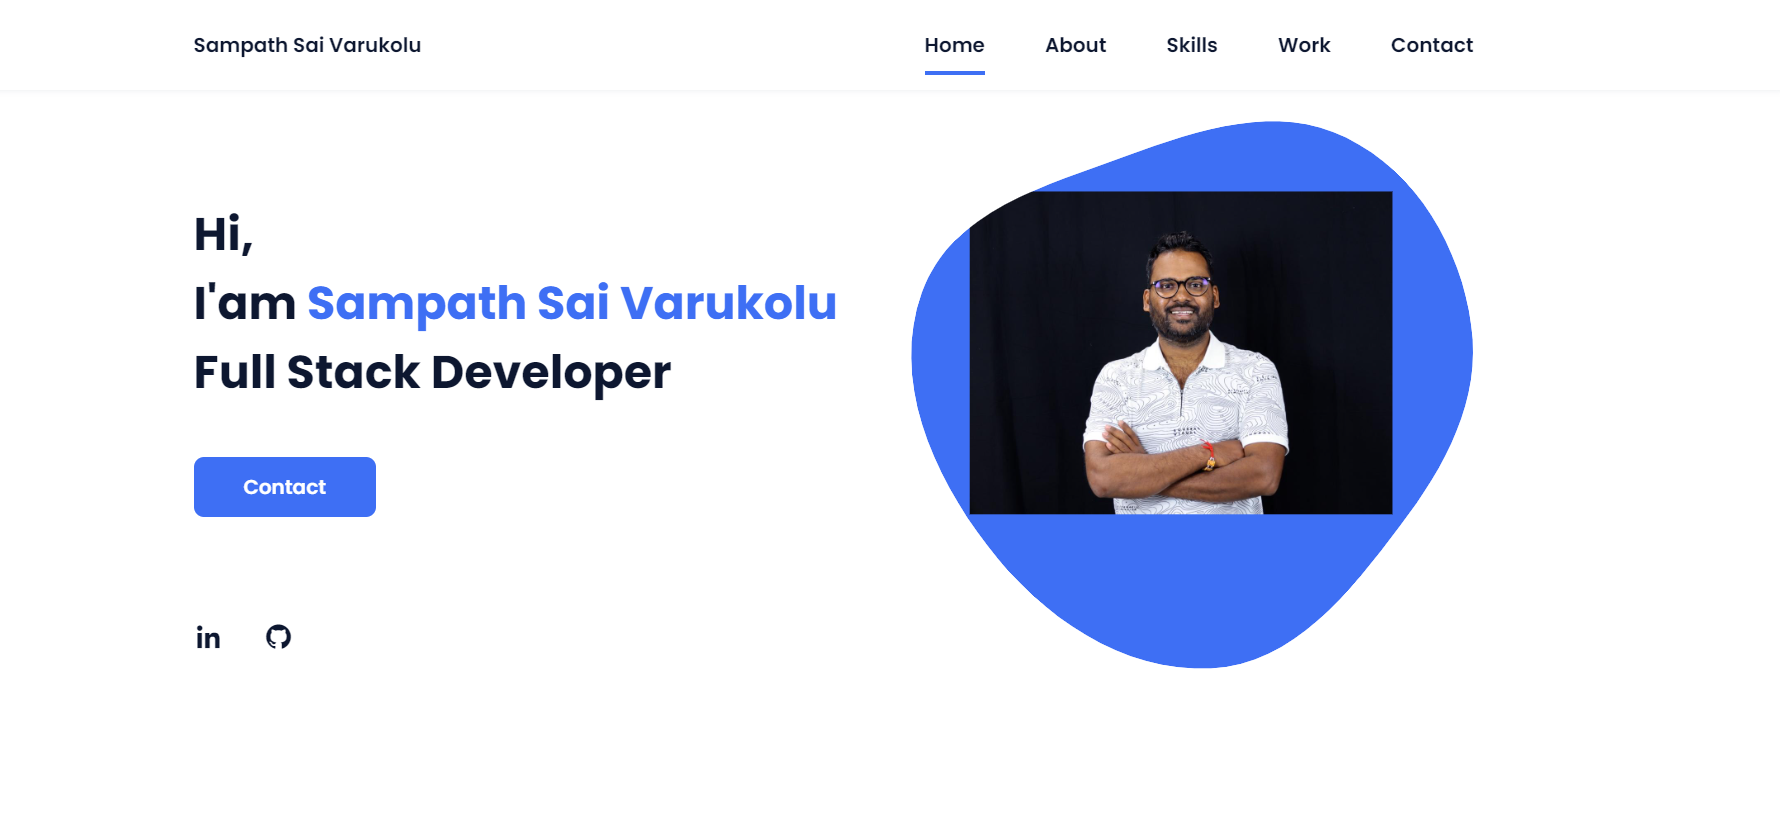 Sampath Sai Varukolu
Home About Skills Work Contact
Hi,
I'am Sampath Sai Varukolu
Full Stack Developer
Contact
in